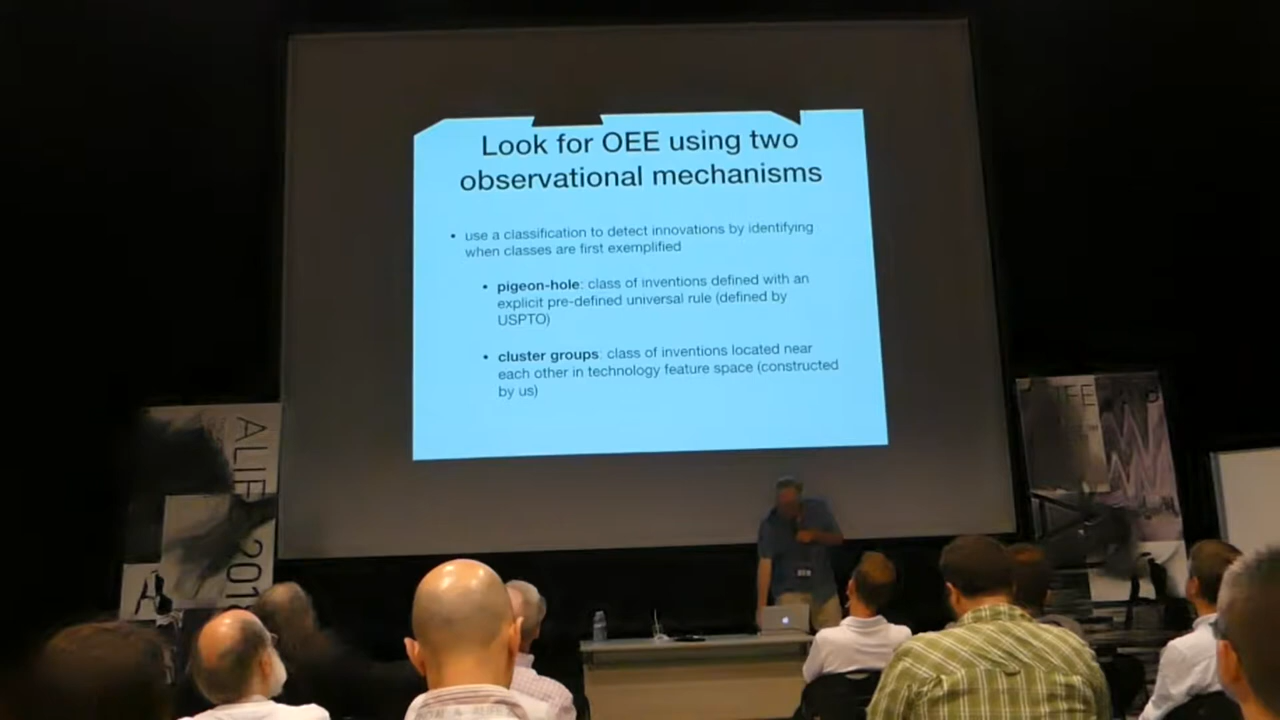 Look for OEE using two
observational mechanisms
• use a classification to detect innovations by identifying
when classes are first exemplified
• pigeon-hole: class of inventions defined with an
explicit pre-defined universal rule (defined by
USPTO)
• cluster groups: class of inventions located near
each other in technology feature space (constructed
by us)
ALIFE 201